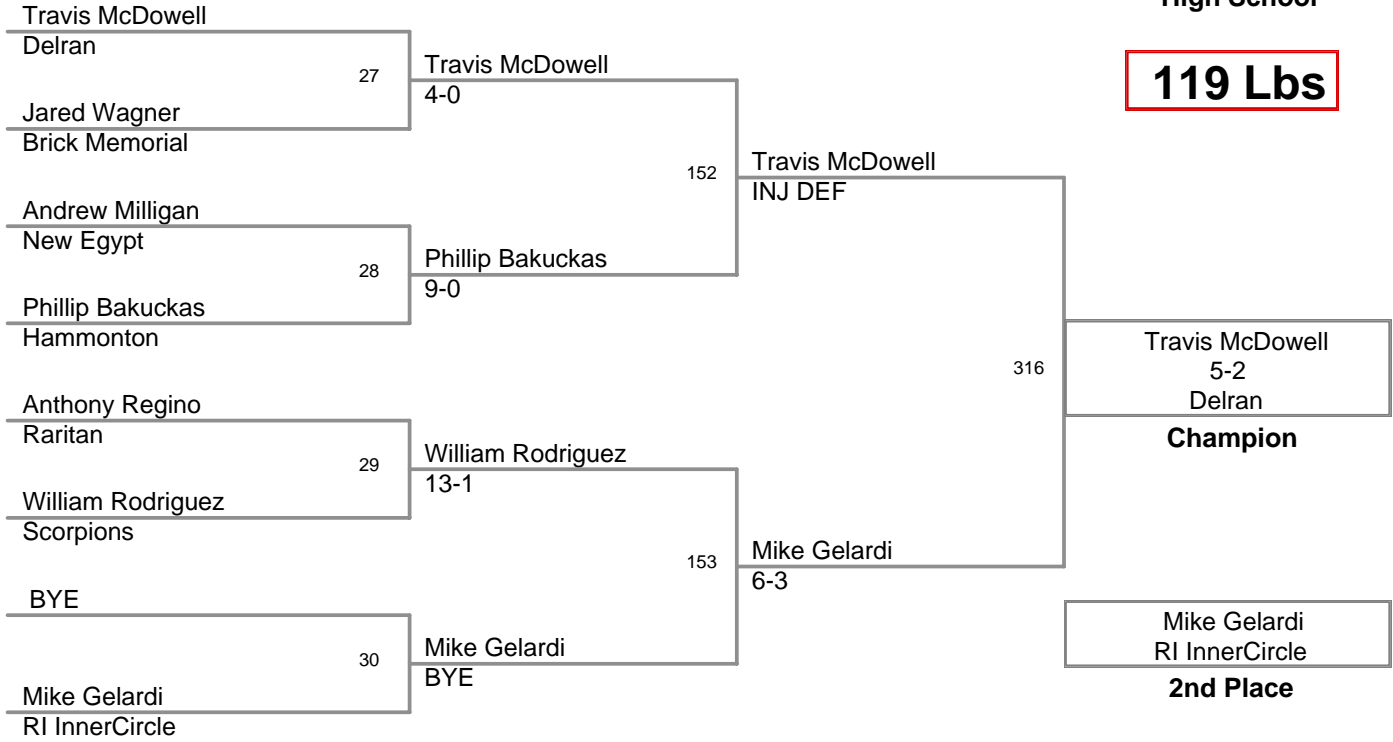 High School
119 Lbs
Travis McDowell
Delran
27
Jared Wagner
Brick Memorial
Travis McDowell
4-0
Andrew Milligan
New Egypt
28
Phillip Bakuckas
Hammonton
Phillip Bakuckas
9-0
152
Travis McDowell
INJ DEF
Anthony Regino
Raritan
29
William Rodriguez
Scorpions
William Rodriguez
13-1
BYE
30
Mike Gelardi
RI InnerCircle
Mike Gelardi
BYE
153
Mike Gelardi
6-3
316
Travis McDowell
5-2
Delran
Champion
Mike Gelardi
RI InnerCircle
2nd Place